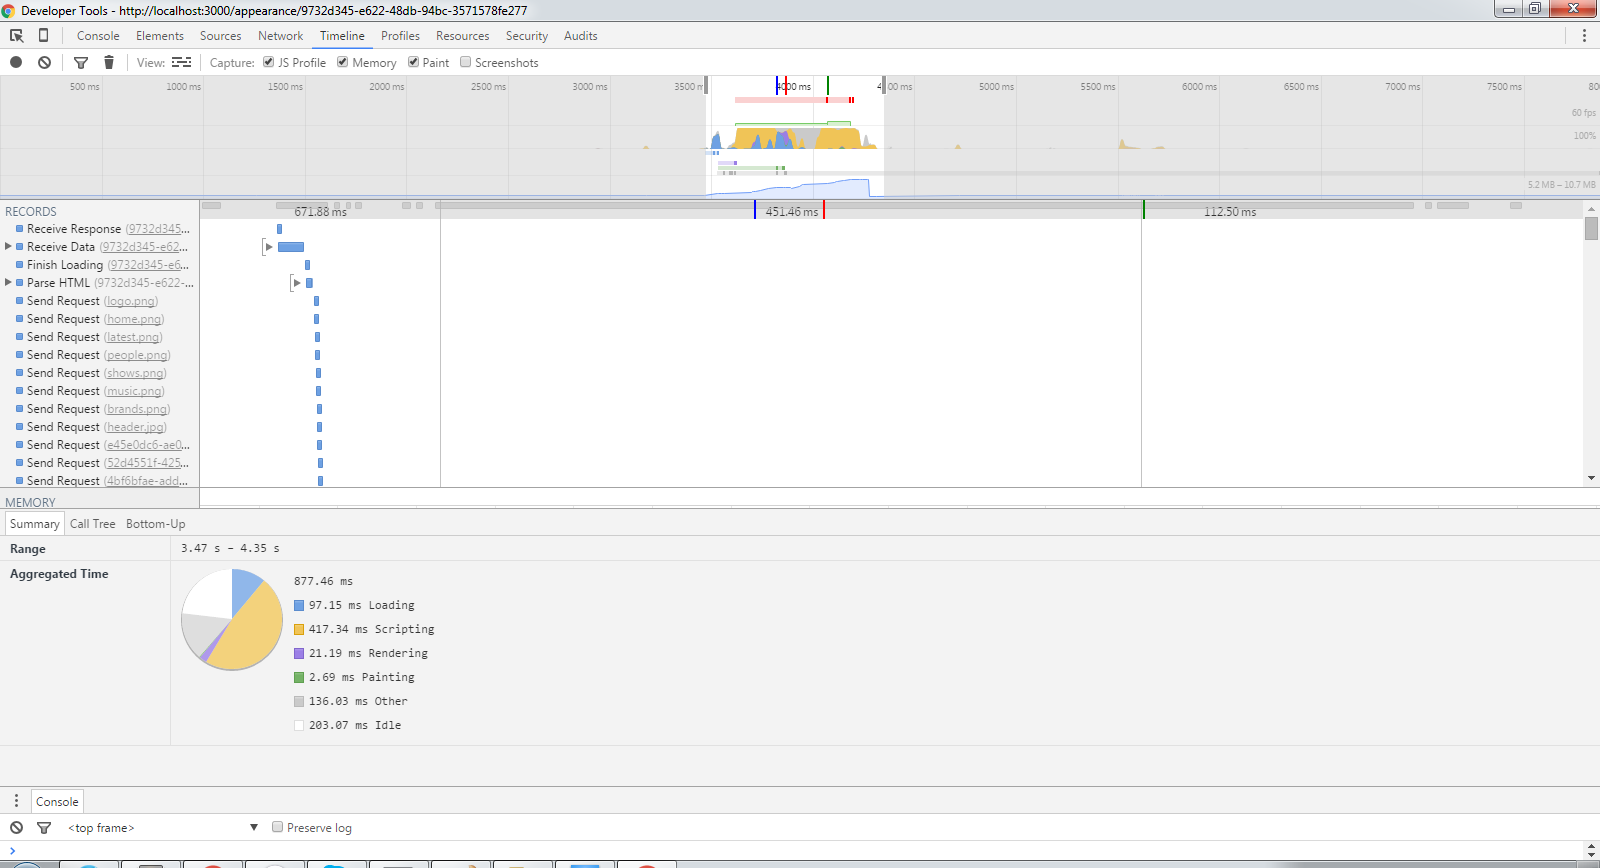 Developer Tools - http://localhost:3000/appearance/9732d345-e622-48db-94bc-3571578fe277
Console Elements Sources Network Timeline Profiles Resources Security Audits
View: Capture: JS Profile Memory Paint Screenshots
500 ms 1000 ms 1500 ms 2000 ms 2500 ms 3000 ms 3500 4000 ms 5000 ms 5500 ms 6000 ms 6500 ms 7000 ms 7500 ms
60 fps
100%
5.2 MB – 10.7 MB
RECORDS 671.88 ms 451.46 ms 112.50 ms
Receive Response (9732d345...
Receive Data (9732d345-e62...
Finish Loading (9732d345-e6...
Parse HTML (9732d345-e622-...
Send Request (logo.png)
Send Request (home.png)
Send Request (latest.png)
Send Request (people.png)
Send Request (shows.png)
Send Request (music.png)
Send Request (brands.png)
Send Request (header.jpg)
Send Request (e45e0dc6-ae0...
Send Request (52d4551f-425...
Send Request (4bf6bfae-add...
MEMORY
Summary Call Tree Bottom-Up
Range 3.47 s – 4.35 s
Aggregated Time
877.46 ms
97.15 ms Loading
417.34 ms Scripting
21.19 ms Rendering
2.69 ms Painting
136.03 ms Other
203.07 ms Idle
Console
<top frame> ▼ Preserve log
>